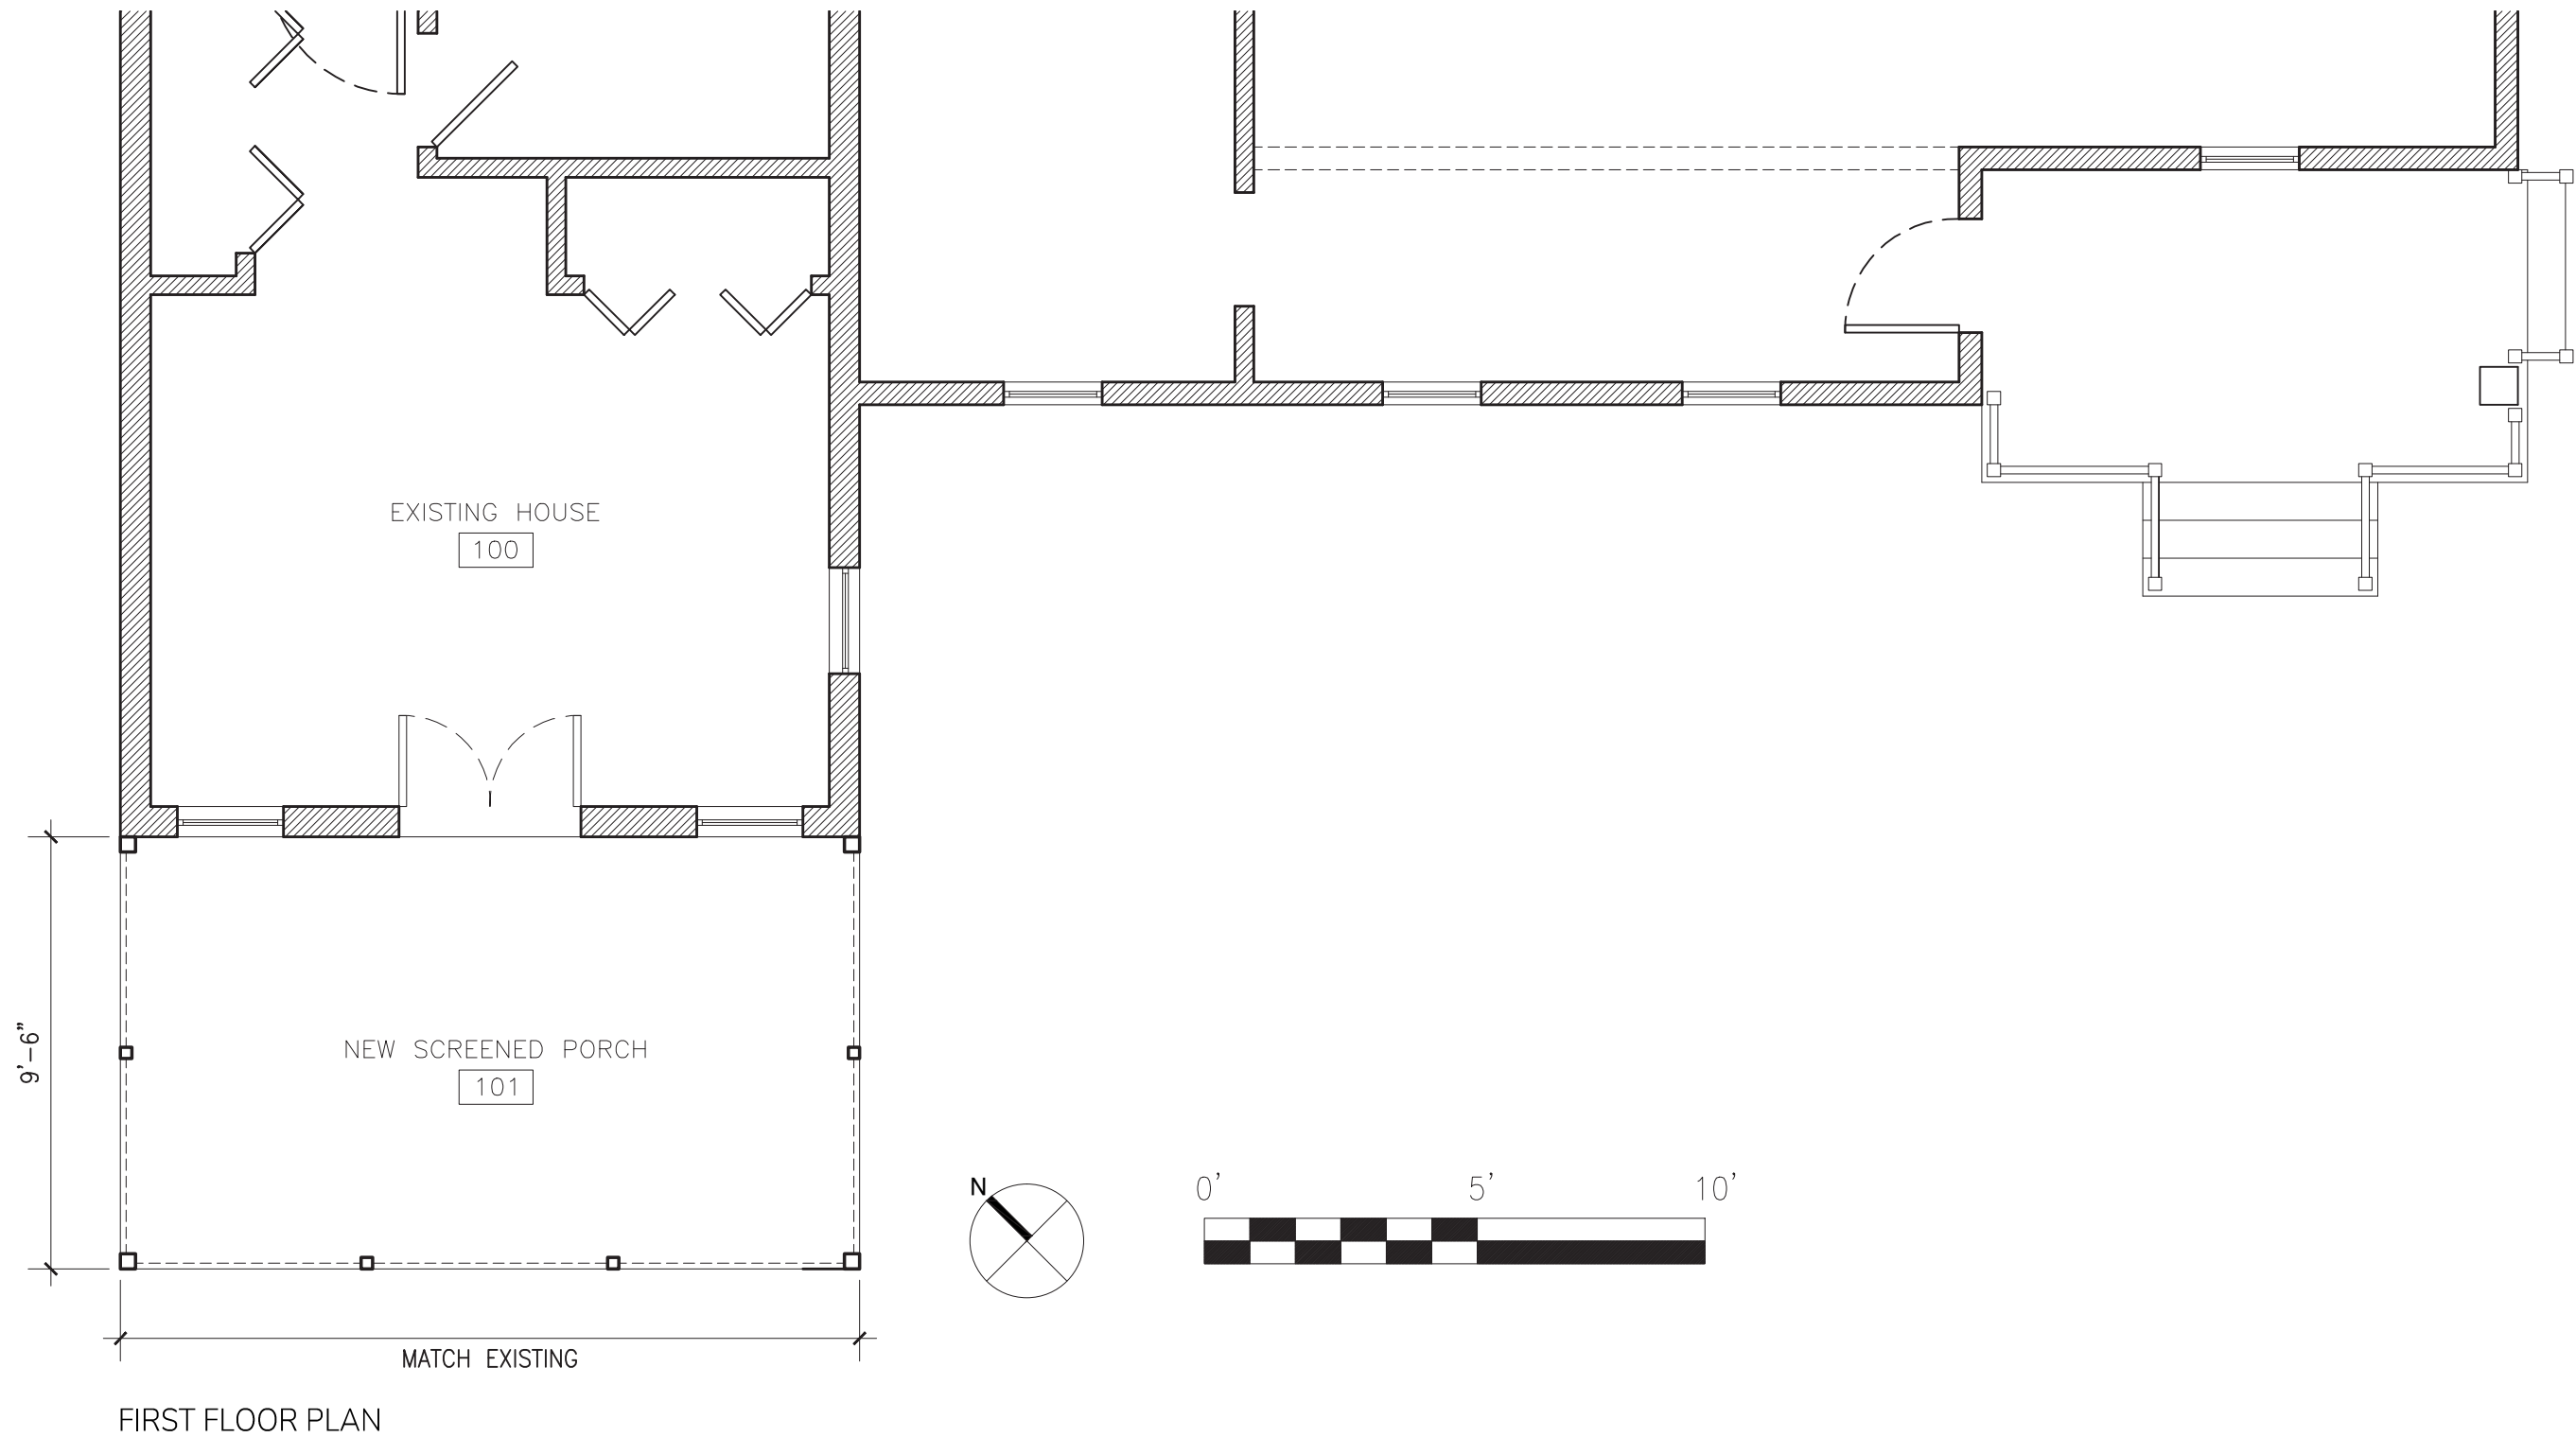 EXISTING HOUSE
100
9'-6"
NEW SCREENED PORCH
101
N
0' 5' 10'
MATCH EXISTING
FIRST FLOOR PLAN